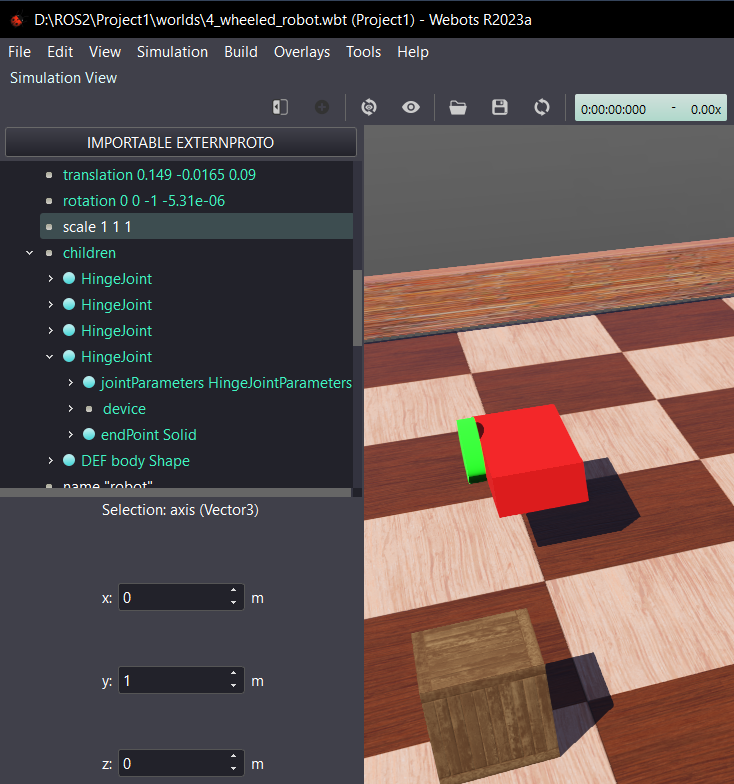 D:\ROS2\Project1\worlds\4_wheeled_robot.wbt (Project1) - Webots R2023a
File Edit View Simulation Build Overlays Tools Help
Simulation View
0:00:00:000 - 0.00x
IMPORTABLE EXTERNPROTO
translation 0.149 -0.0165 0.09
rotation 0 0 -1 -5.31e-06
scale 1 1 1
children
HingeJoint
HingeJoint
HingeJoint
HingeJoint
jointParameters HingeJointParameters
device
endPoint Solid
DEF body Shape
name "robot"
Selection: axis (Vector3)
x: 0 m
y: 1 m
z: 0 m